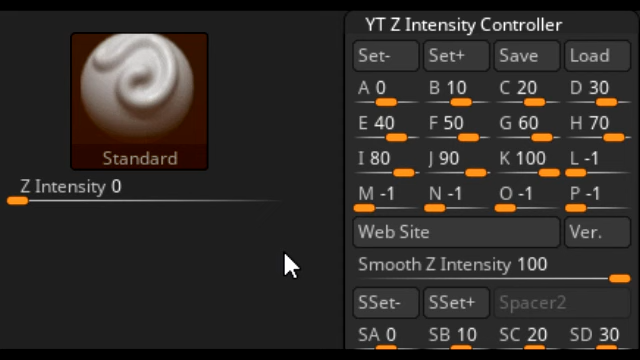 Standard
Z Intensity 0
YT Z Intensity Controller
Set- Set+ Save Load
A 0 B 10 C 20 D 30
E 40 F 50 G 60 H 70
I 80 J 90 K 100 L -1
M -1 N -1 O -1 P -1
Web Site Ver.
Smooth Z Intensity 100
SSet- SSet+ Spacer2
SA 0 SB 10 SC 20 SD 30